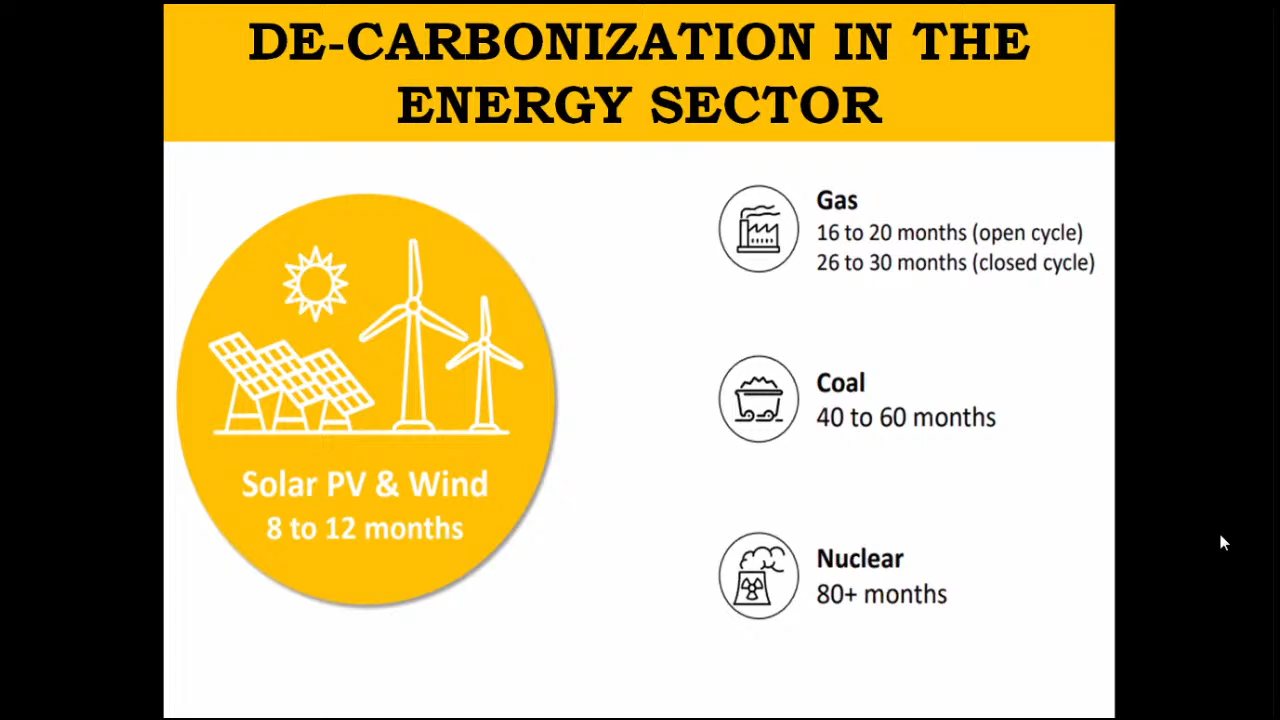 DE-CARBONIZATION IN THE
ENERGY SECTOR
Solar PV & Wind
8 to 12 months
Gas
16 to 20 months (open cycle)
26 to 30 months (closed cycle)
Coal
40 to 60 months
Nuclear
80+ months